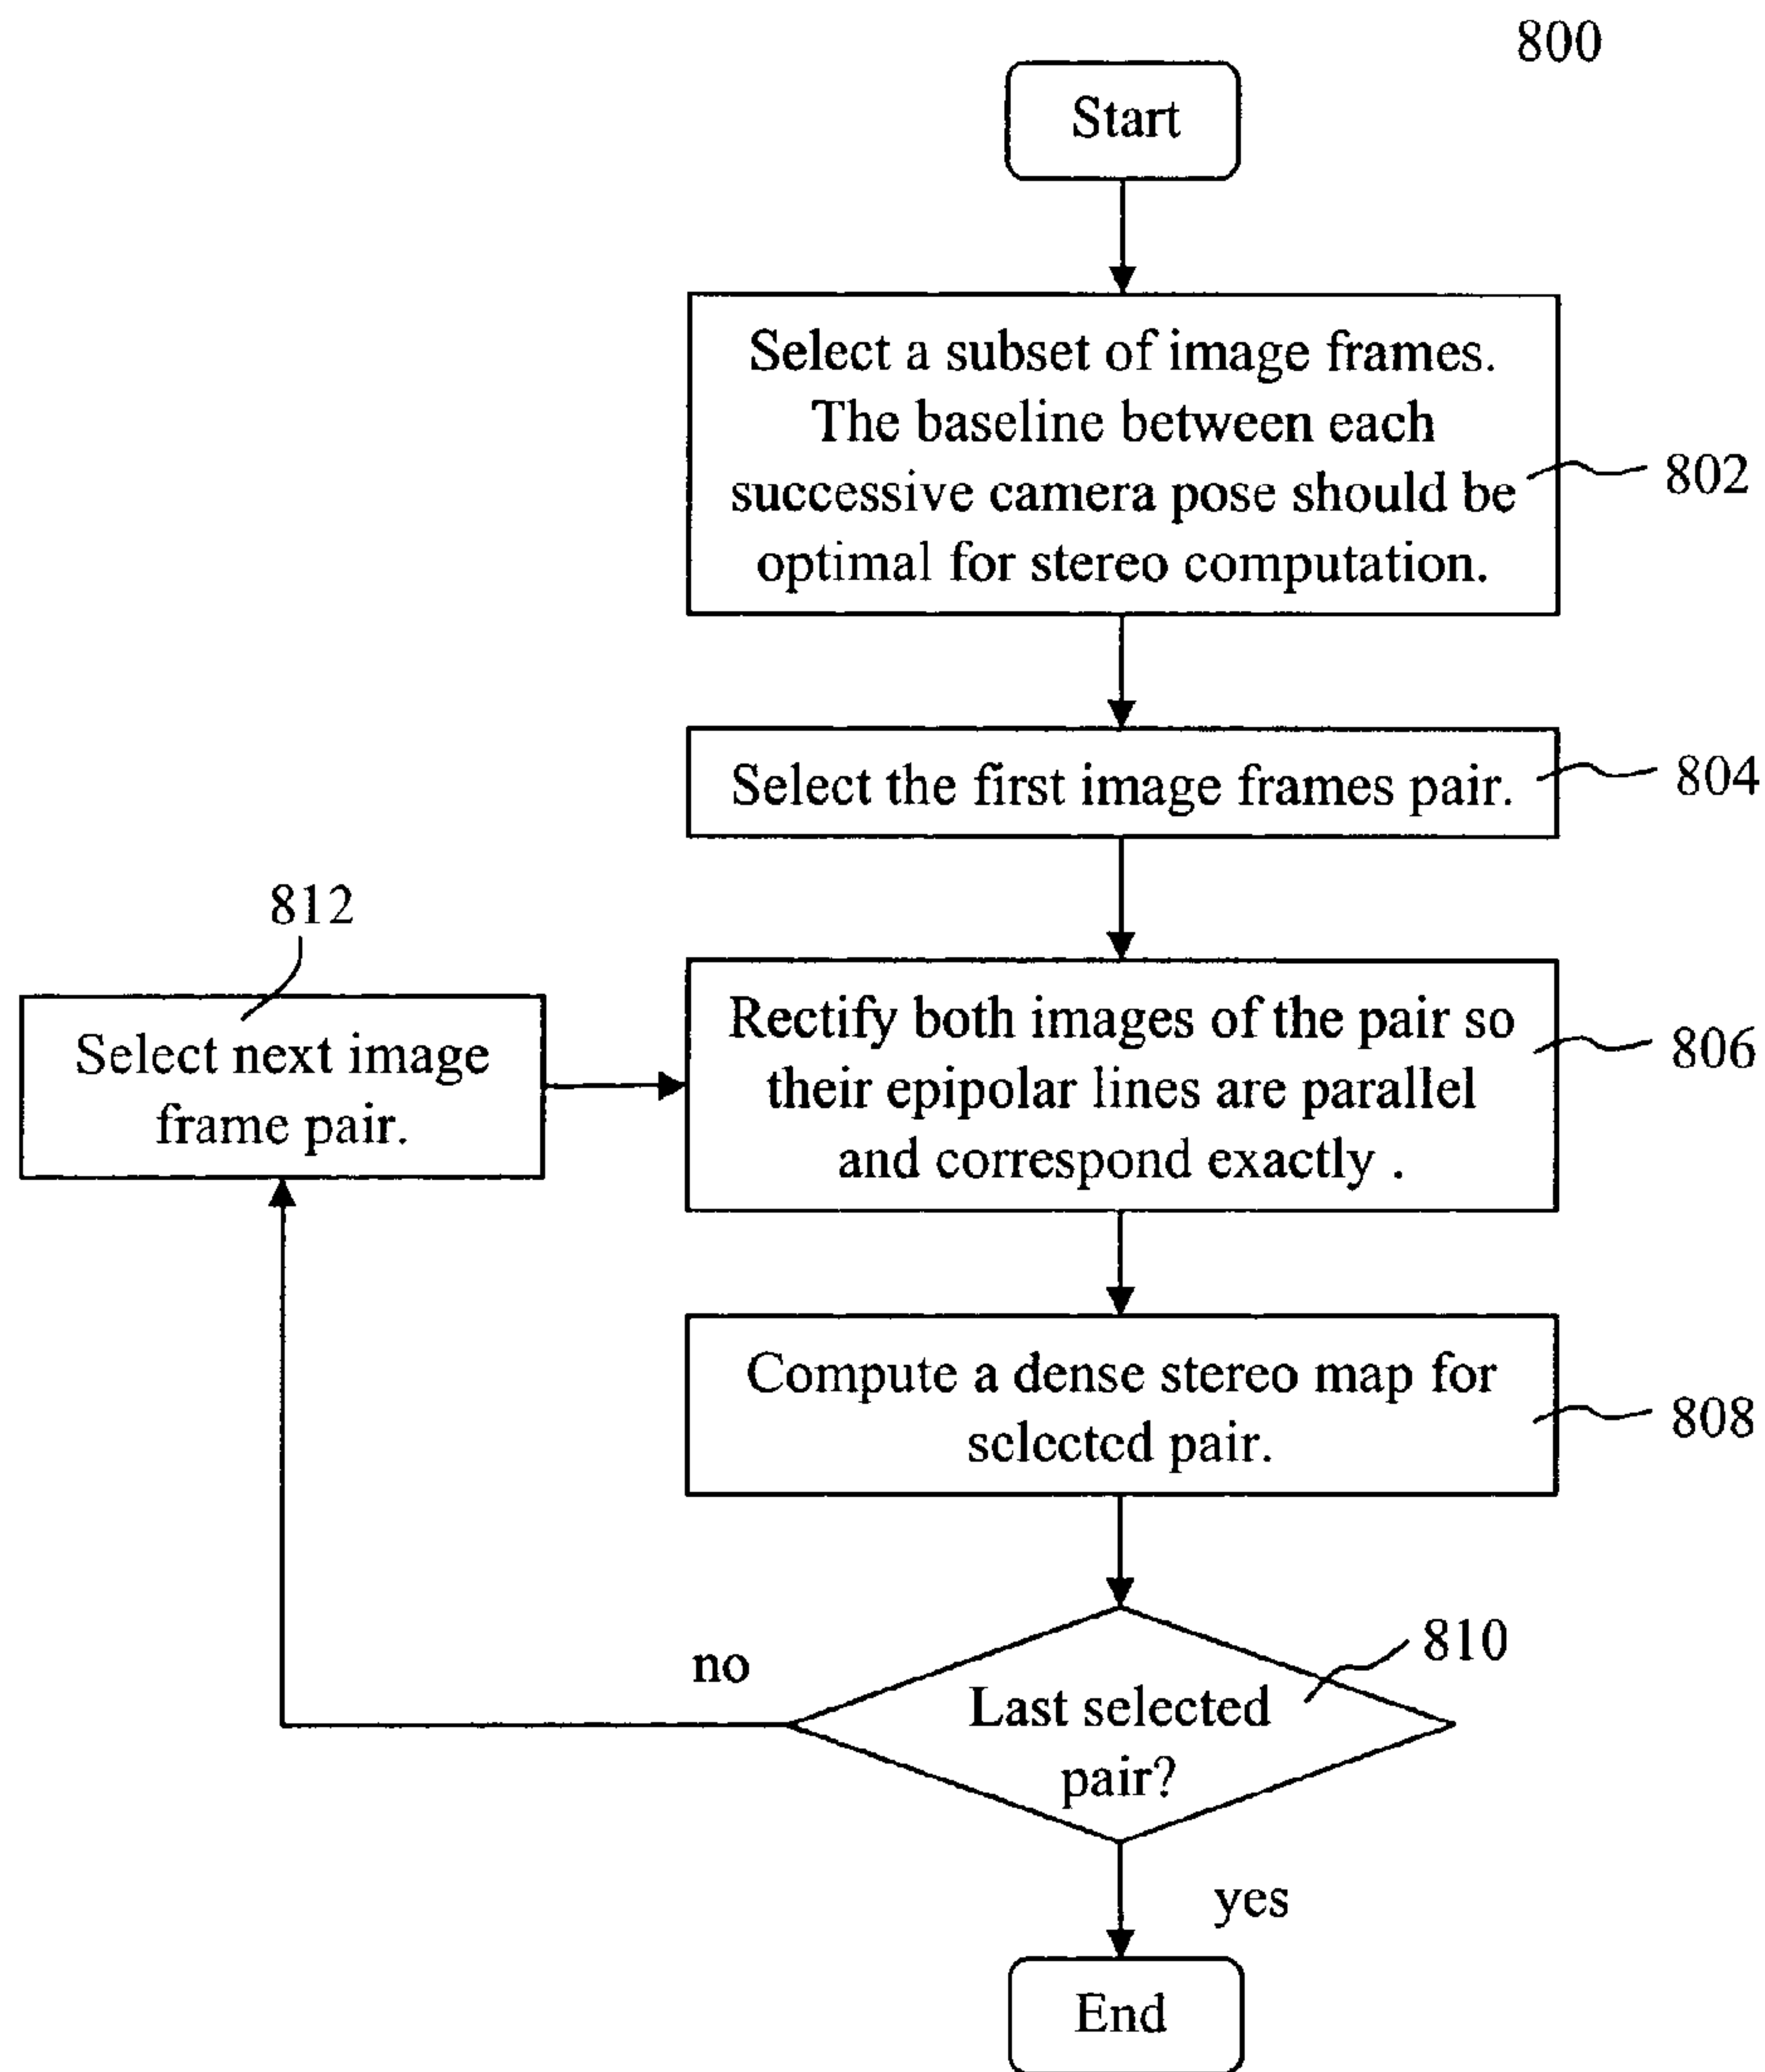 800
Start
Select a subset of image frames.
The baseline between each
successive camera pose should be
optimal for stereo computation.
802
Select the first image frames pair.
804
812
Select next image
frame pair.
Rectify both images of the pair so
their epipolar lines are parallel
and correspond exactly .
806
Compute a dense stereo map for
selected pair.
808
no
810
Last selected
pair?
yes
End